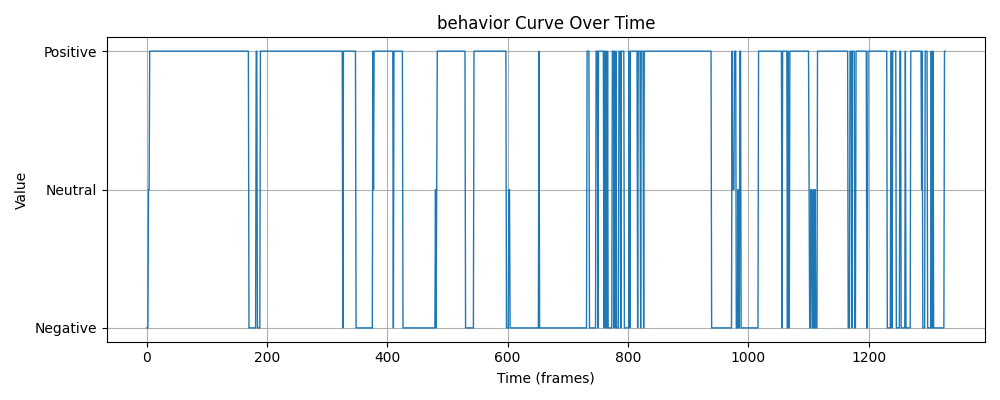 behavior Curve Over Time
Positive
Neutral
Negative
Value
0
200
400
600
800
1000
1200
Time (frames)